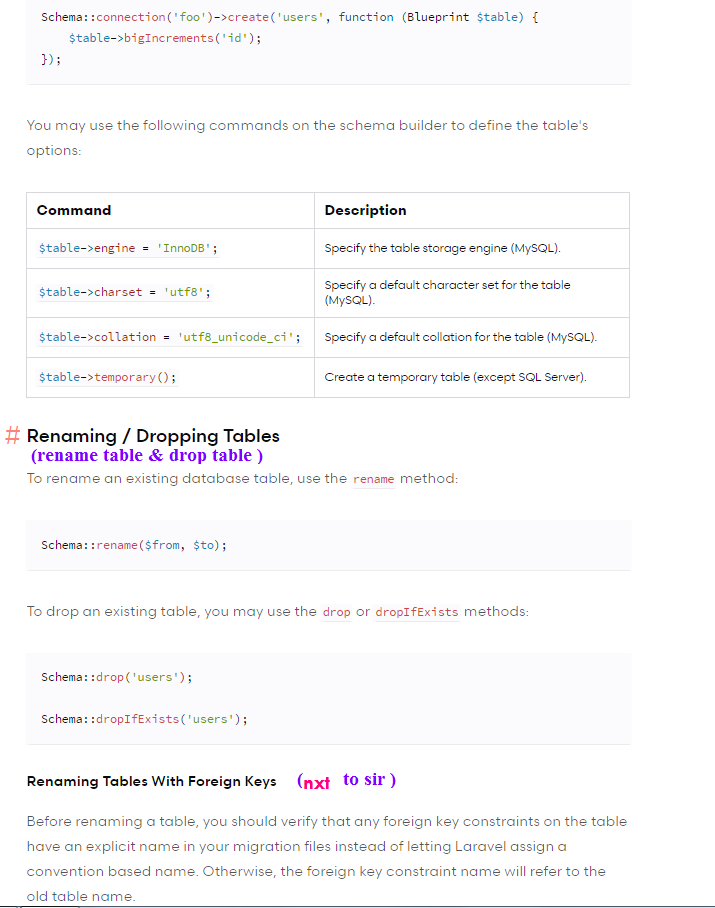 Schema::connection('foo')->create('users', function (Blueprint $table) {
    $table->bigIncrements('id');
});
You may use the following commands on the schema builder to define the table's
options:
Command Description
$table->engine = 'InnoDB'; Specify the table storage engine (MySQL).
$table->charset = 'utf8'; Specify a default character set for the table
(MySQL).
$table->collation = 'utf8_unicode_ci'; Specify a default collation for the table (MySQL).
$table->temporary(); Create a temporary table (except SQL Server).
# Renaming / Dropping Tables
(rename table & drop table )
To rename an existing database table, use the rename method:
Schema::rename($from, $to);
To drop an existing table, you may use the drop or dropIfExists methods:
Schema::drop('users');
Schema::dropIfExists('users');
Renaming Tables With Foreign Keys (nxt to sir )
Before renaming a table, you should verify that any foreign key constraints on the table
have an explicit name in your migration files instead of letting Laravel assign a
convention based name. Otherwise, the foreign key constraint name will refer to the
old table name.